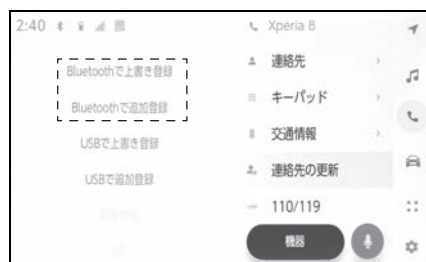 2:40
Bluetoothで上書き登録
Bluetoothで追加登録
USBで上書き登録
USBで追加登録
Xperia 8
連絡先
キーパッド
交通情報
連絡先の更新
110/119
機器